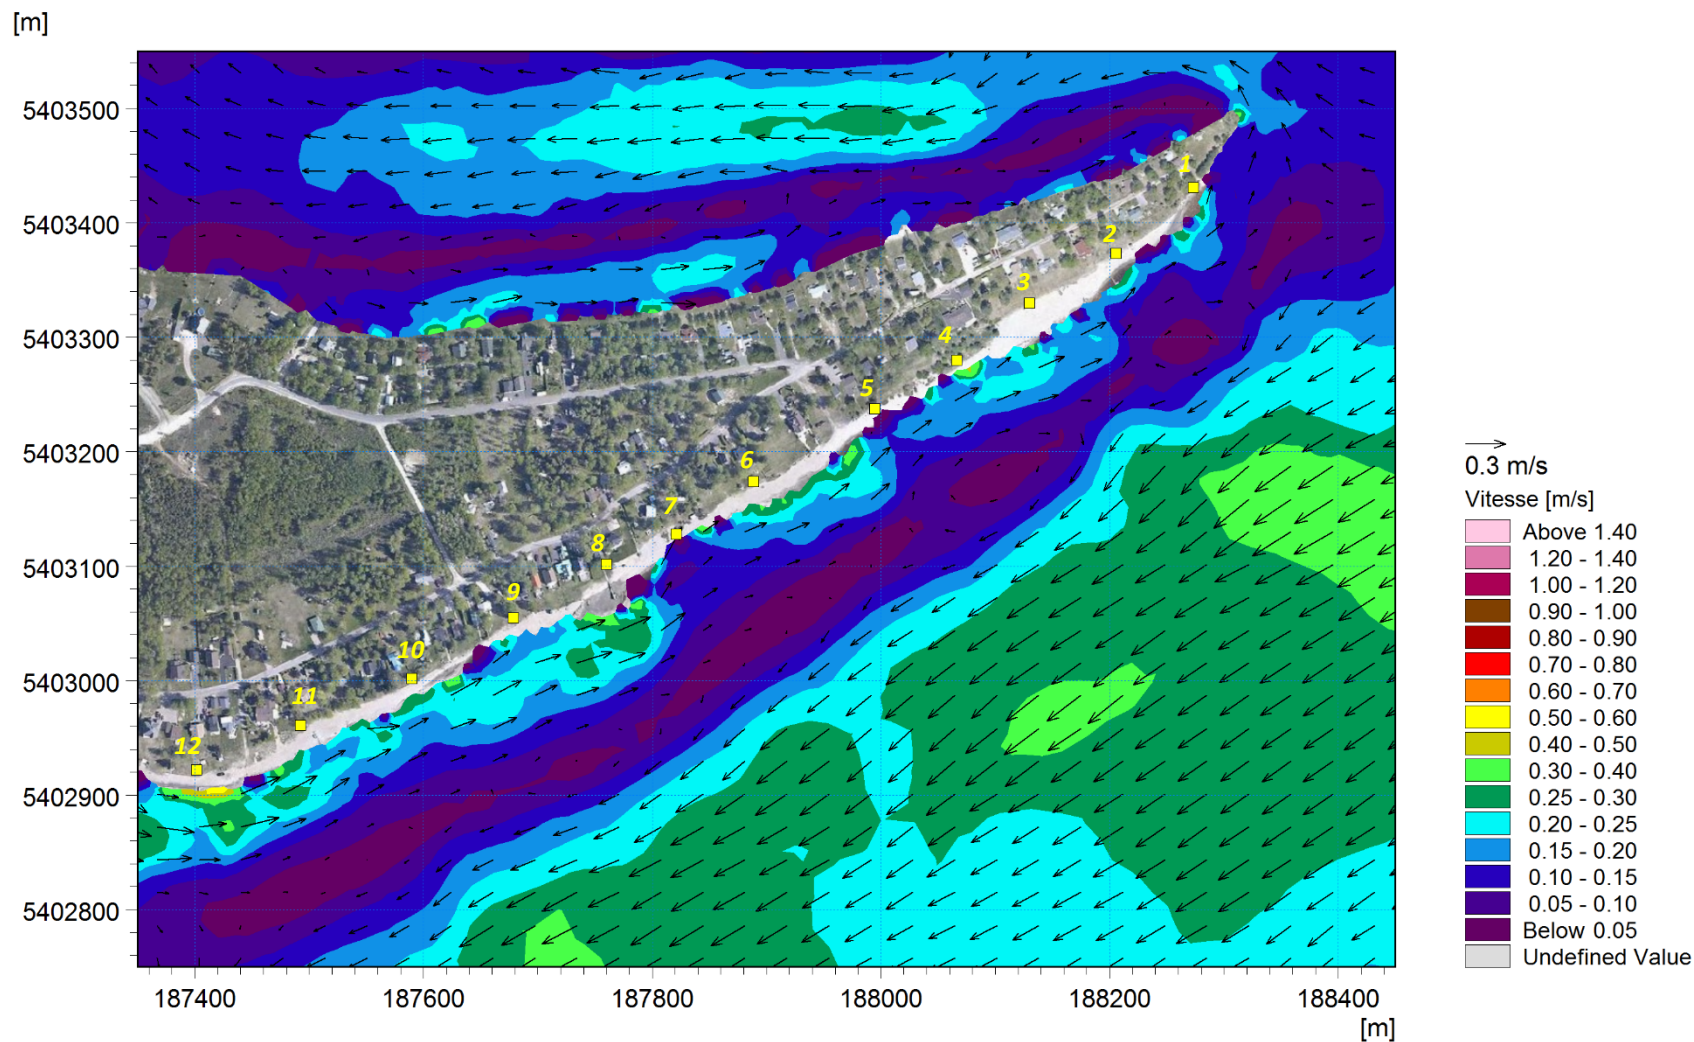 [m]
5403500
5403400
5403300
5403200
5403100
5403000
5402900
5402800
1
2
3
4
5
6
7
8
9
10
11
12
187400
187600
187800
188000
188200
188400
[m]
0.3 m/s
Vitesse [m/s]
Above 1.40
1.20 - 1.40
1.00 - 1.20
0.90 - 1.00
0.80 - 0.90
0.70 - 0.80
0.60 - 0.70
0.50 - 0.60
0.40 - 0.50
0.30 - 0.40
0.25 - 0.30
0.20 - 0.25
0.15 - 0.20
0.10 - 0.15
0.05 - 0.10
Below 0.05
Undefined Value